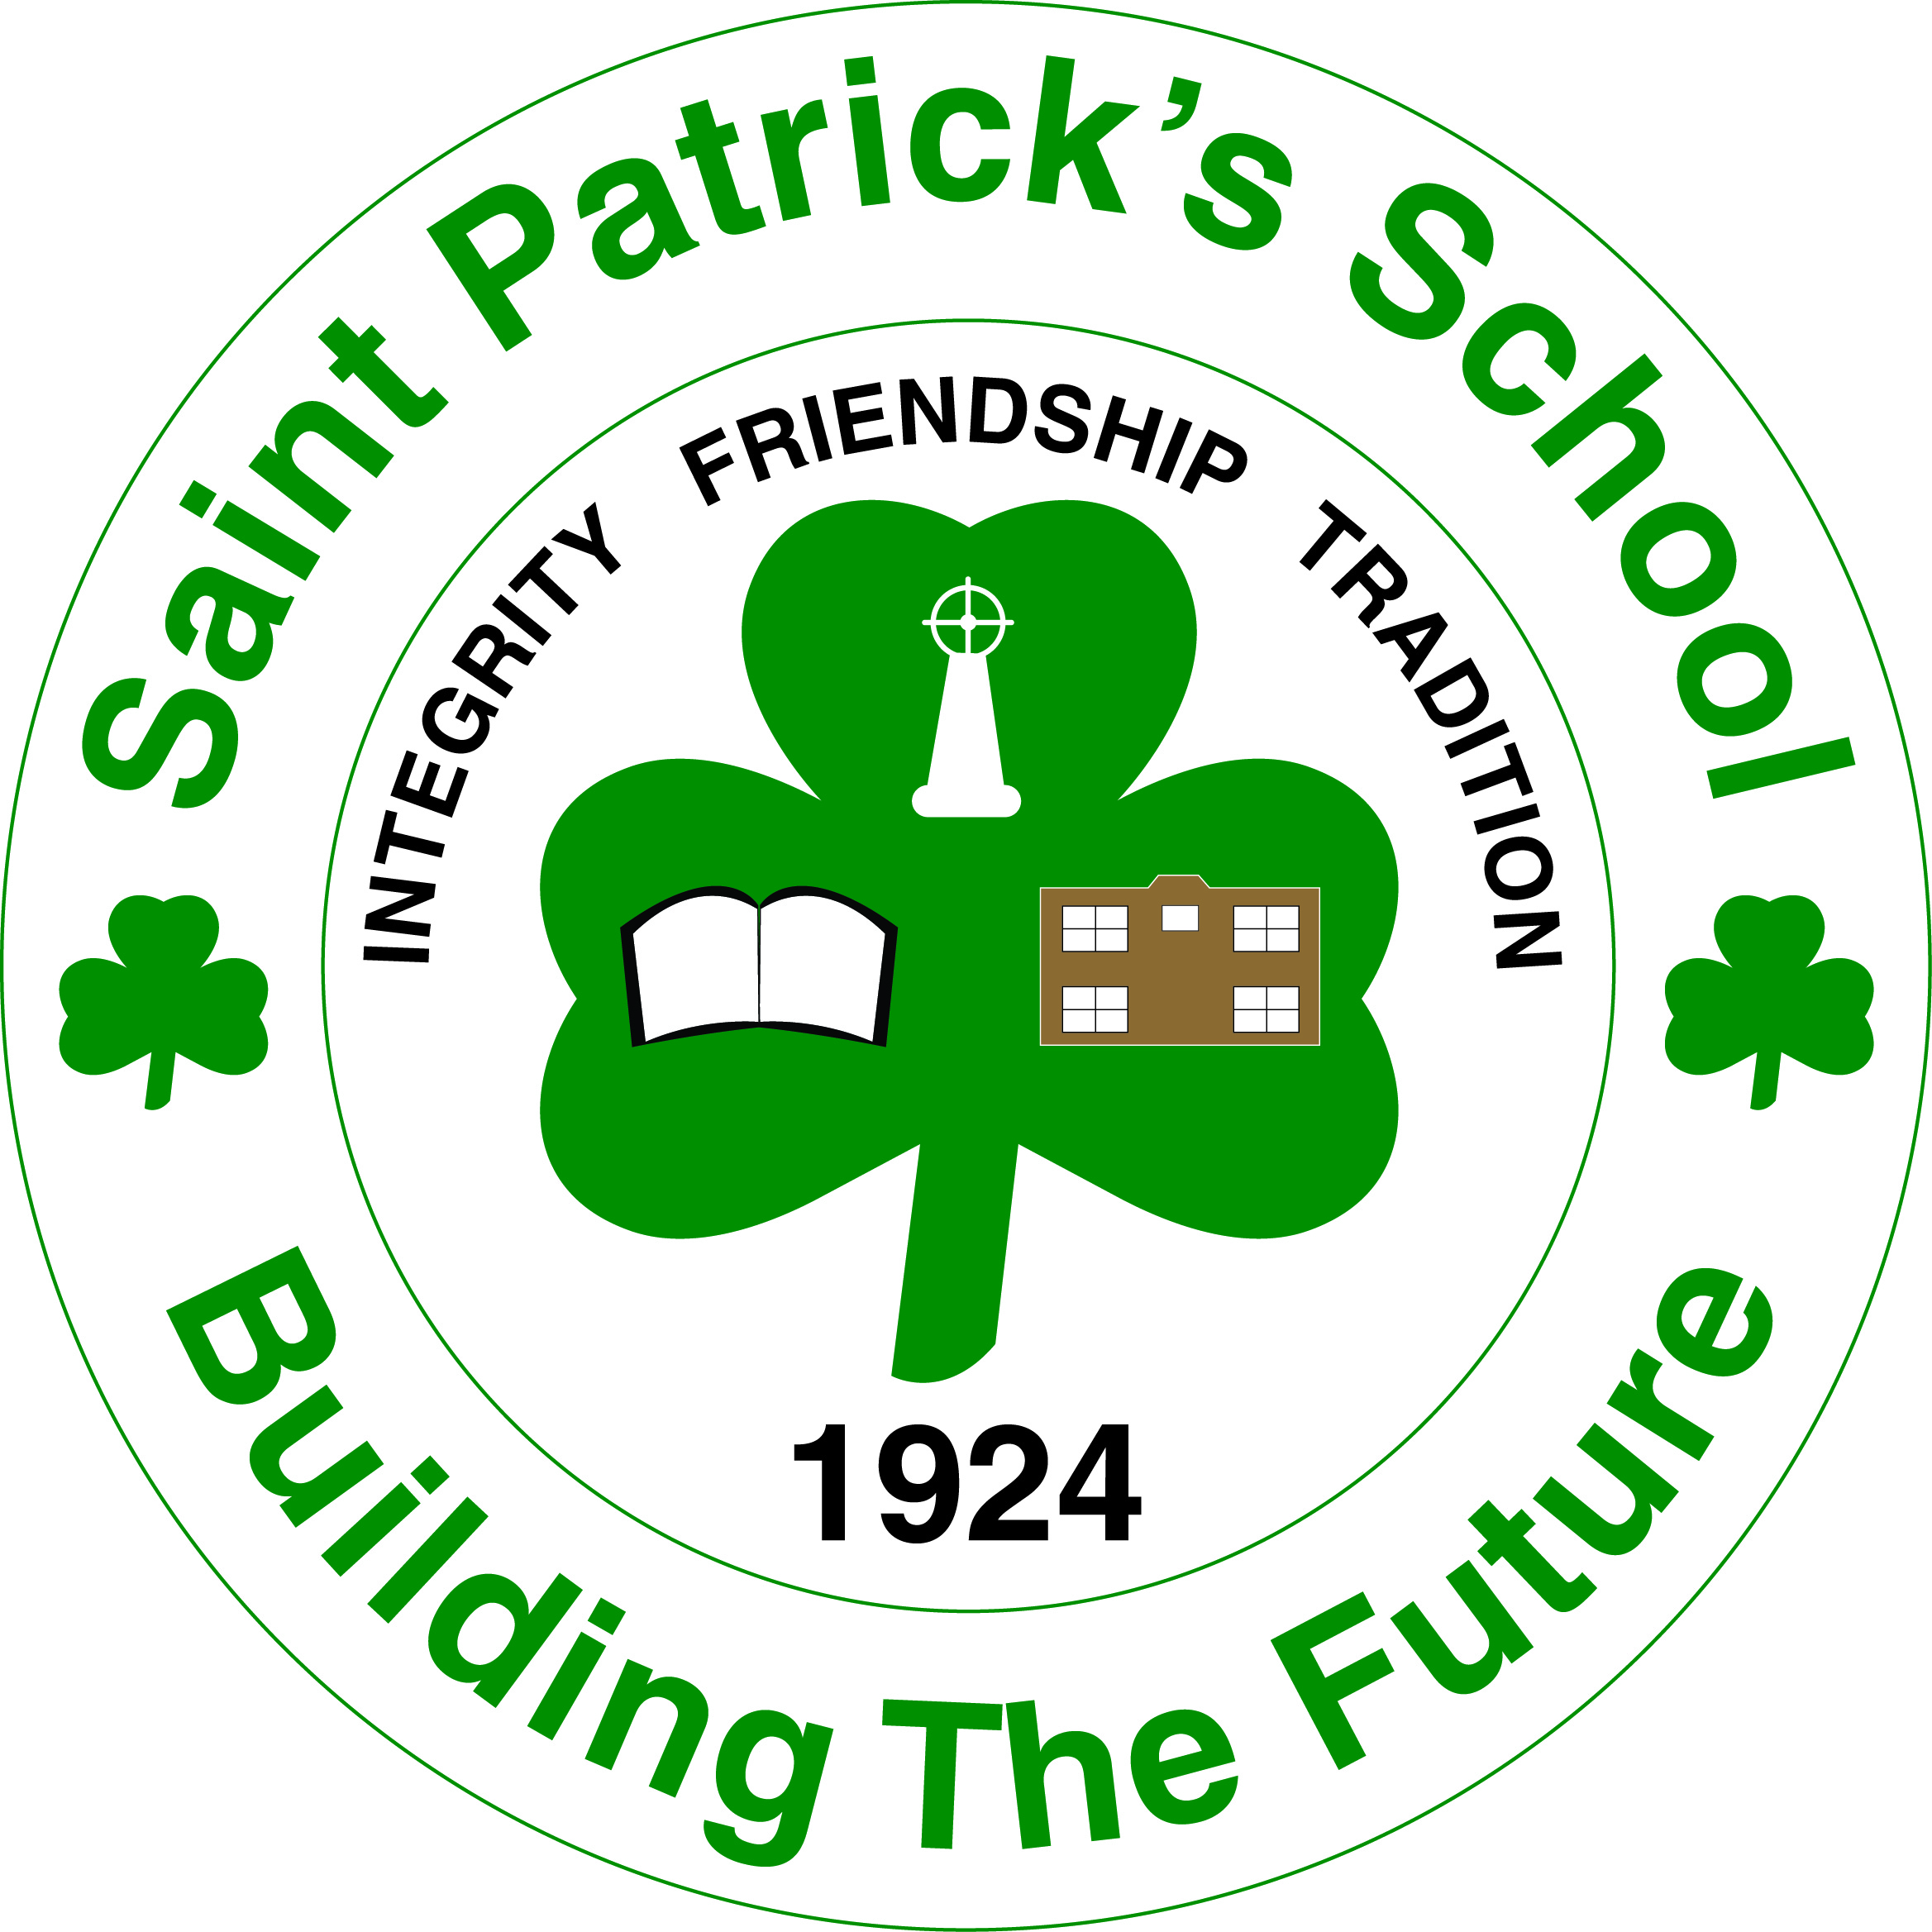 Saint Patrick’s School
INTEGRITY FRIENDSHIP TRADITION
1924
Building The Future